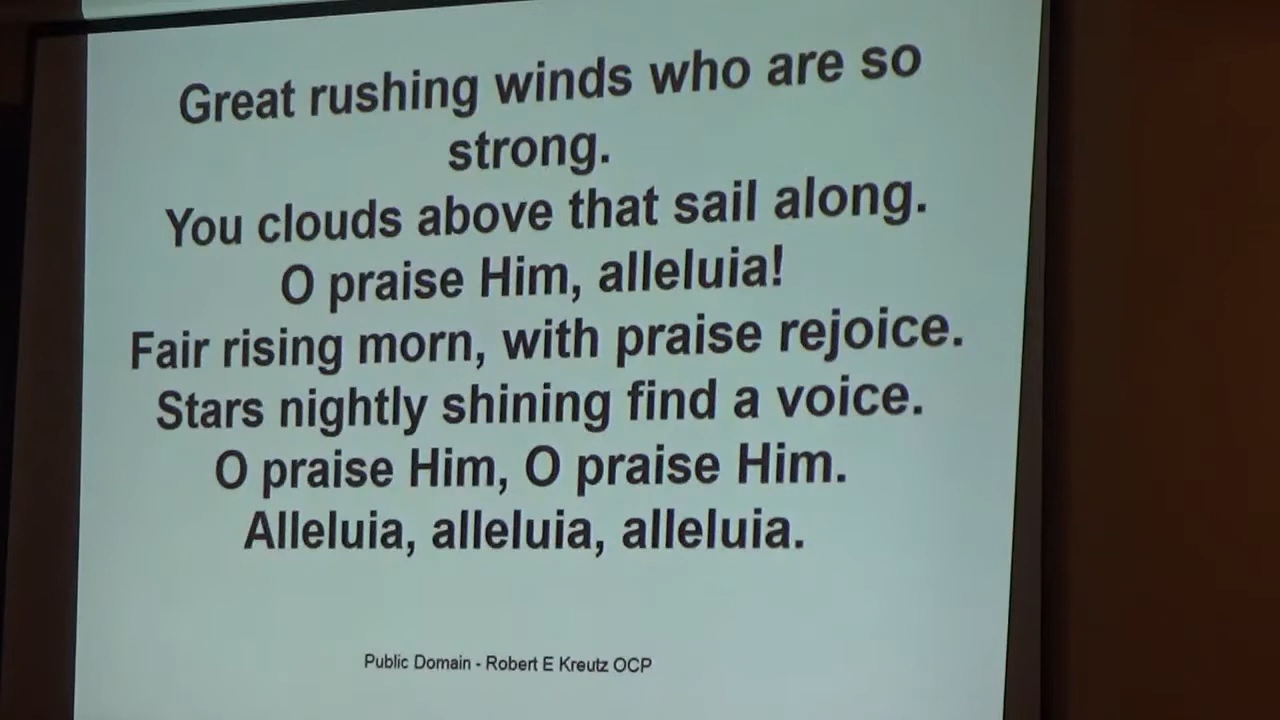 Great rushing winds who are so
strong.
You clouds above that sail along.
O praise Him, alleluia!
Fair rising morn, with praise rejoice.
Stars nightly shining find a voice.
O praise Him, O praise Him.
Alleluia, alleluia, alleluia.
Public Domain - Robert E Kreutz OCP